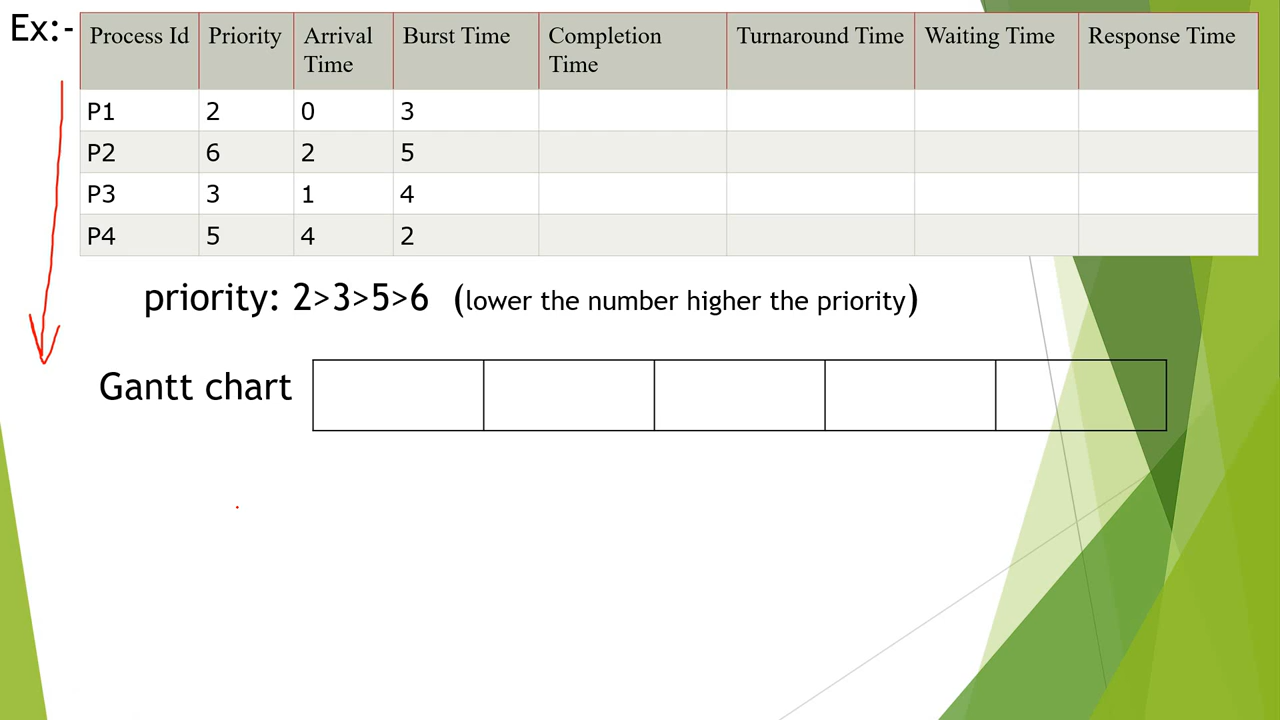 Ex:-
Process Id Priority Arrival Time Burst Time Completion Time Turnaround Time Waiting Time Response Time
P1 2 0 3
P2 6 2 5
P3 3 1 4
P4 5 4 2
priority: 2>3>5>6 (lower the number higher the priority)
Gantt chart